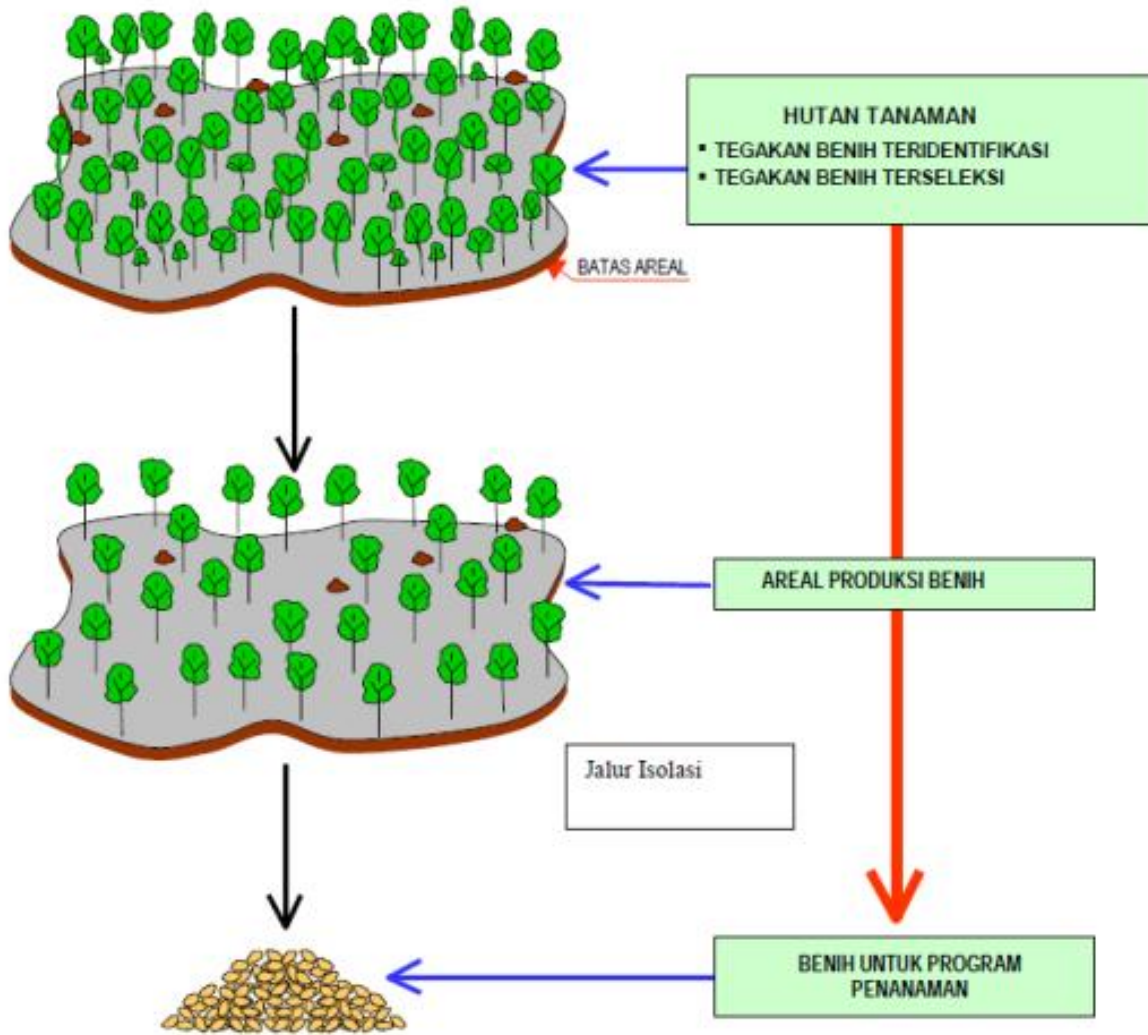 HUTAN TANAMAN
▪ TEGAKAN BENIH TERIDENTIFIKASI
▪ TEGAKAN BENIH TERSELEKSI
BATAS AREAL
AREAL PRODUKSI BENIH
Jalur Isolasi
BENIH UNTUK PROGRAM
PENANAMAN